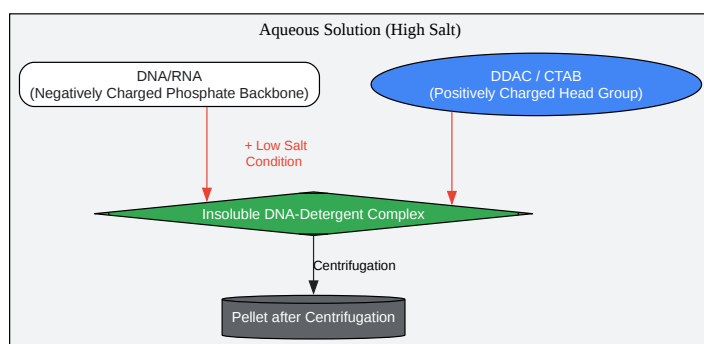 Aqueous Solution (High Salt)
DNA/RNA
(Negatively Charged Phosphate Backbone)
DDAC / CTAB
(Positively Charged Head Group)
+ Low Salt
Condition
Insoluble DNA-Detergent Complex
Centrifugation
Pellet after Centrifugation